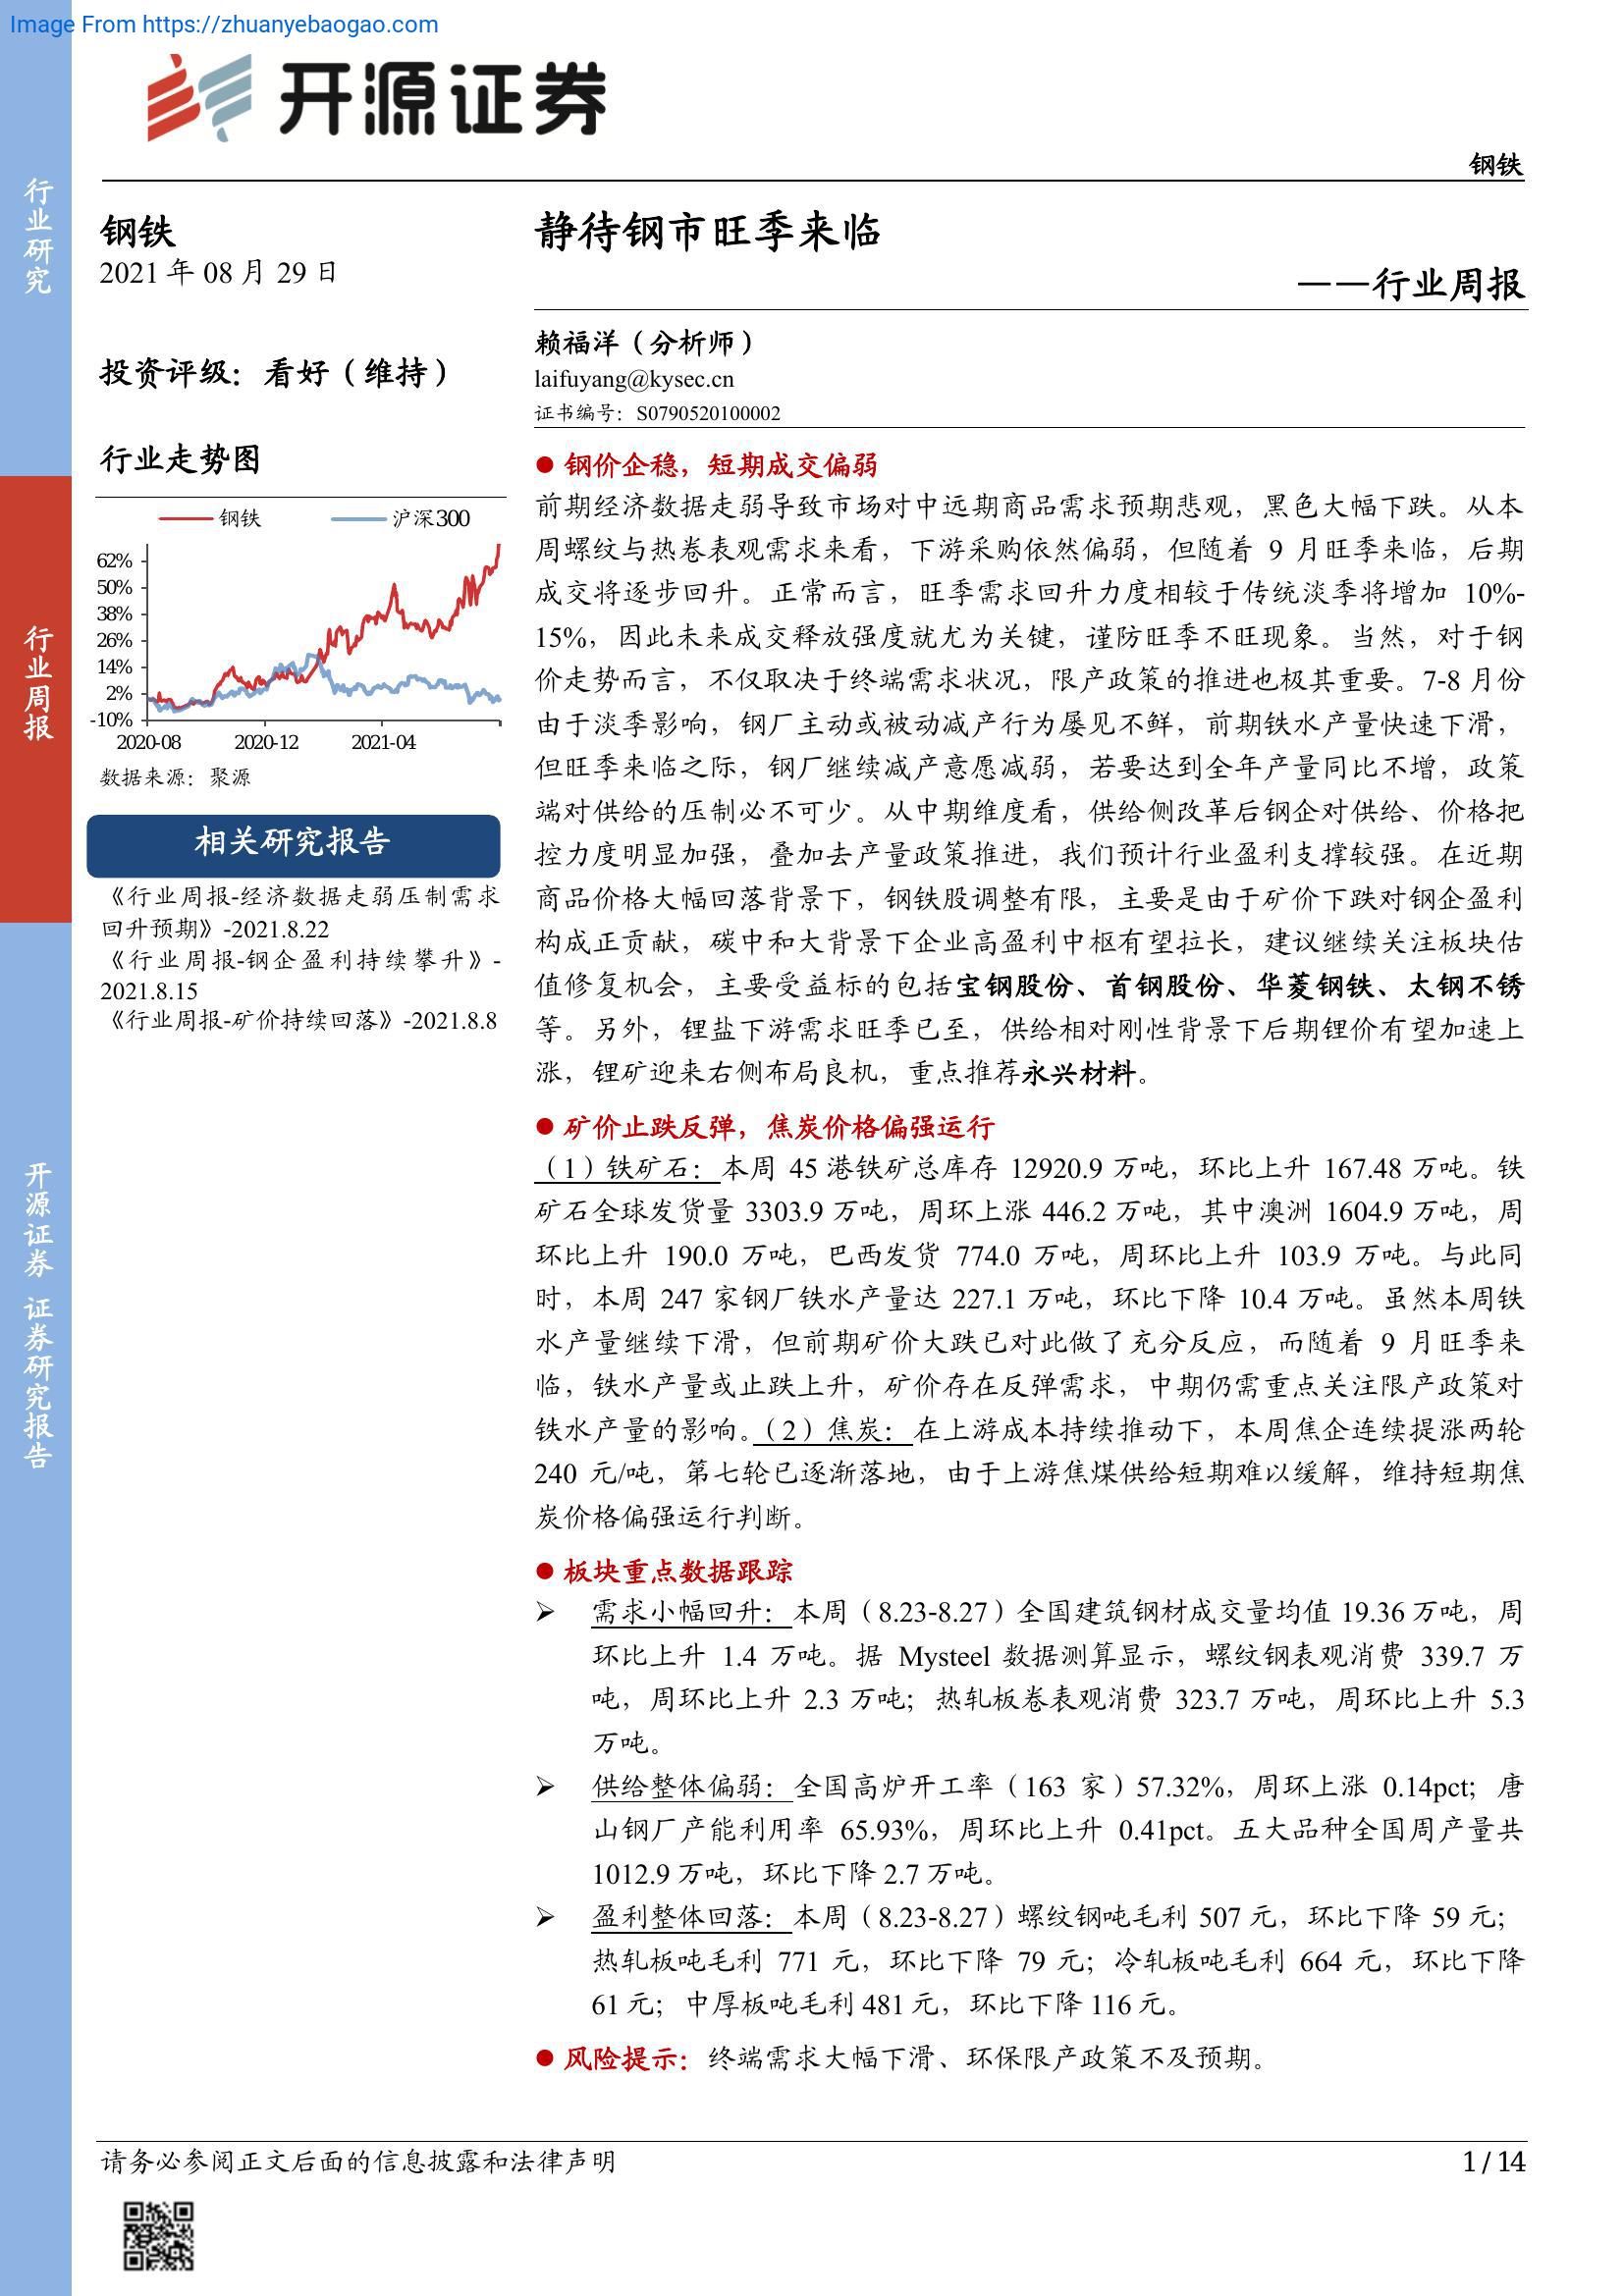 Image From https://zhuanyebaogao.com
开源证券
钢铁
行业研究
行业周报
开源证券 证券研究报告
钢铁
2021 年 08 月 29 日
投资评级：看好（维持）
行业走势图
钢铁 沪深300
62%
50%
38%
26%
14%
2%
-10%
2020-08 2020-12 2021-04
数据来源：聚源
相关研究报告
《行业周报-经济数据走弱压制需求
回升预期》-2021.8.22
《行业周报-钢企盈利持续攀升》-
2021.8.15
《行业周报-矿价持续回落》-2021.8.8
静待钢市旺季来临
——行业周报
赖福洋（分析师）
laifuyang@kysec.cn
证书编号：S0790520100002
● 钢价企稳，短期成交偏弱
前期经济数据走弱导致市场对中远期商品需求预期悲观，黑色大幅下跌。从本
周螺纹与热卷表观需求来看，下游采购依然偏弱，但随着 9 月旺季来临，后期
成交将逐步回升。正常而言，旺季需求回升力度相较于传统淡季将增加 10%-
15%，因此未来成交释放强度就尤为关键，谨防旺季不旺现象。当然，对于钢
价走势而言，不仅取决于终端需求状况，限产政策的推进也极其重要。7-8 月份
由于淡季影响，钢厂主动或被动减产行为屡见不鲜，前期铁水产量快速下滑，
但旺季来临之际，钢厂继续减产意愿减弱，若要达到全年产量同比不增，政策
端对供给的压制必不可少。从中期维度看，供给侧改革后钢企对供给、价格把
控力度明显加强，叠加去产量政策推进，我们预计行业盈利支撑较强。在近期
商品价格大幅回落背景下，钢铁股调整有限，主要是由于矿价下跌对钢企盈利
构成正贡献，碳中和大背景下企业高盈利中枢有望拉长，建议继续关注板块估
值修复机会，主要受益标的包括宝钢股份、首钢股份、华菱钢铁、太钢不锈
等。另外，锂盐下游需求旺季已至，供给相对刚性背景下后期锂价有望加速上
涨，锂矿迎来右侧布局良机，重点推荐永兴材料。
● 矿价止跌反弹，焦炭价格偏强运行
（1）铁矿石：本周 45 港铁矿总库存 12920.9 万吨，环比上升 167.48 万吨。铁
矿石全球发货量 3303.9 万吨，周环上涨 446.2 万吨，其中澳洲 1604.9 万吨，周
环比上升 190.0 万吨，巴西发货 774.0 万吨，周环比上升 103.9 万吨。与此同
时，本周 247 家钢厂铁水产量达 227.1 万吨，环比下降 10.4 万吨。虽然本周铁
水产量继续下滑，但前期矿价大跌已对此做了充分反应，而随着 9 月旺季来
临，铁水产量或止跌上升，矿价存在反弹需求，中期仍需重点关注限产政策对
铁水产量的影响。（2）焦炭：在上游成本持续推动下，本周焦企连续提涨两轮
240 元/吨，第七轮已逐渐落地，由于上游焦煤供给短期难以缓解，维持短期焦
炭价格偏强运行判断。
● 板块重点数据跟踪
➢ 需求小幅回升：本周（8.23-8.27）全国建筑钢材成交量均值 19.36 万吨，周
环比上升 1.4 万吨。据 Mysteel 数据测算显示，螺纹钢表观消费 339.7 万
吨，周环比上升 2.3 万吨；热轧板卷表观消费 323.7 万吨，周环比上升 5.3
万吨。
➢ 供给整体偏弱：全国高炉开工率（163 家）57.32%，周环上涨 0.14pct；唐
山钢厂产能利用率 65.93%，周环比上升 0.41pct。五大品种全国周产量共
1012.9 万吨，环比下降 2.7 万吨。
➢ 盈利整体回落：本周（8.23-8.27）螺纹钢吨毛利 507 元，环比下降 59 元；
热轧板吨毛利 771 元，环比下降 79 元；冷轧板吨毛利 664 元，环比下降
61 元；中厚板吨毛利 481 元，环比下降 116 元。
● 风险提示：终端需求大幅下滑、环保限产政策不及预期。
请务必参阅正文后面的信息披露和法律声明
1 / 14